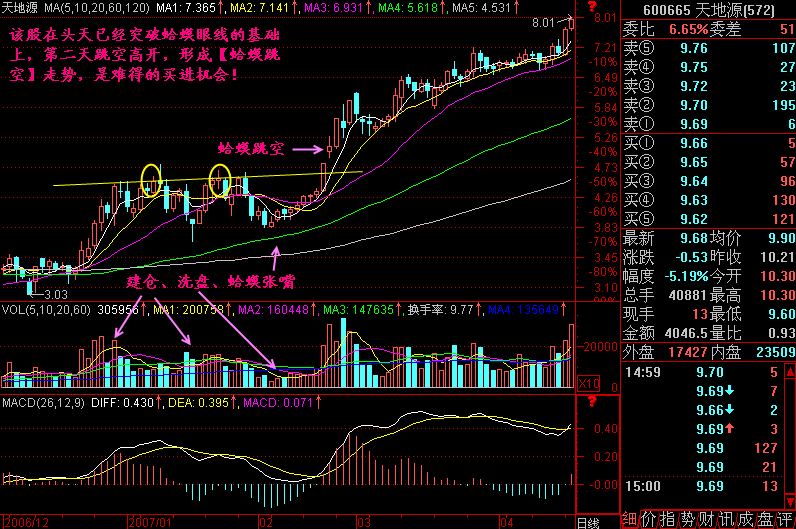 天地源 MA(5,10,20,60,120) MA1: 7.365↑, MA2: 7.141↑, MA3: 6.931↑, MA4: 5.618↑, MA5: 4.531↑
该股在头天已经突破蛤蟆眼线的基础
上，第二天跳空高开，形成【蛤蟆跳
空】走势，是难得的买进机会！
8.01
8.01
7.21
-10%
6.49
-20%
5.84
-30%
5.26
-40%
4.73
-50%
4.26
-60%
3.83
-70%
3.45
-80%
3.10
蛤蟆跳空
建仓、洗盘、蛤蟆张嘴
3.03
VOL(5,10,20,60) 305956↑, MA1: 200753↑, MA2: 160448↑, MA3: 147635↑, 换手率: 9.77↑, MA4: 135649↑
20000
X10
0
MACD(26,12,9) DIFF: 0.430↑, DEA: 0.395↑, MACD: 0.071↑
?
?
0.40
0.20
-0.00
2006/12 2007/01 02 03 04 日线
600665 天地源(572)
委比 6.65% 委差 51
卖⑤ 9.76 107
卖④ 9.75 27
卖③ 9.72 23
卖② 9.70 195
卖① 9.69 6
买① 9.66 5
买② 9.65 57
买③ 9.64 96
买④ 9.63 130
买⑤ 9.62 121
最新 9.68 均价 9.90
涨跌 -0.53 昨收 10.21
幅度 -5.19% 今开 10.30
总手 40881 最高 10.30
现手 13 最低 9.60
金额 4046.5 量比 0.93
外盘 17427 内盘 23509
14:59 9.70 5
9.69↓ 7
9.66↓ 2
9.69↑ 3
9.69 127
9.69 21
15:00 9.69 13
细 价 指 势 财 讯 成 盘 评